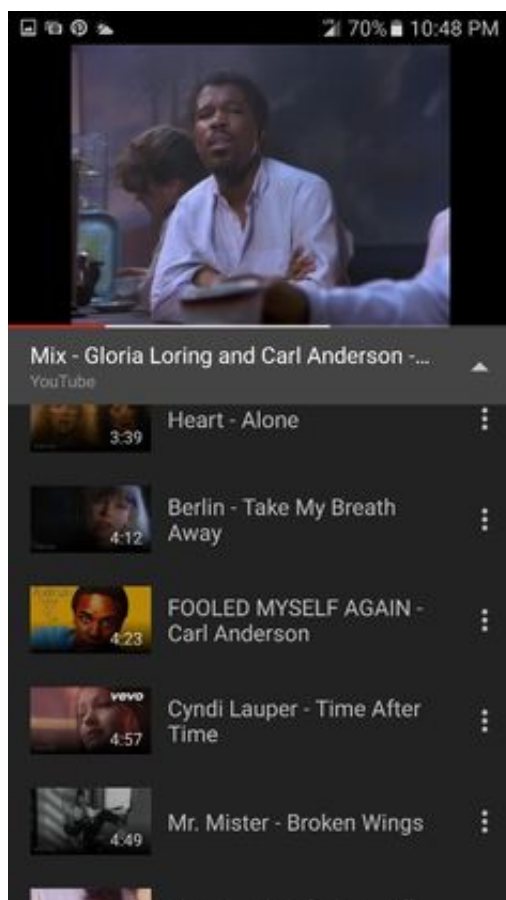 70% 10:48 PM
Mix - Gloria Loring and Carl Anderson -...
YouTube
3:39
Heart - Alone
4:12
Berlin - Take My Breath
Away
4:23
FOOLED MYSELF AGAIN -
Carl Anderson
vevo
4:57
Cyndi Lauper - Time After
Time
4:49
Mr. Mister - Broken Wings